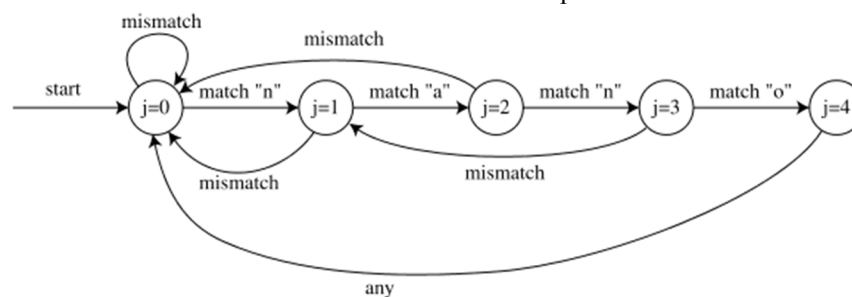 mismatch
mismatch
start
j=0
match "n"
j=1
match "a"
j=2
match "n"
j=3
match "o"
j=4
mismatch
mismatch
any